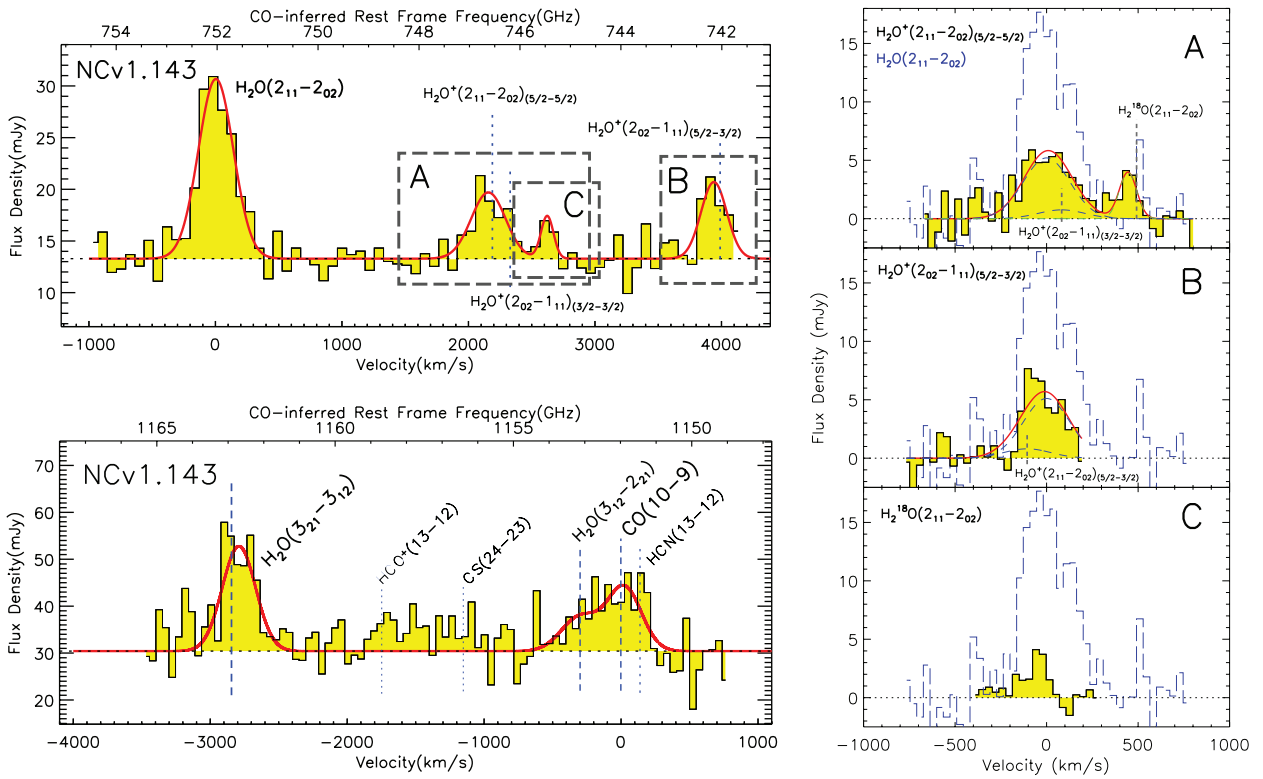 CO-inferred Rest Frame Frequency(GHz)
754 752 750 748 746 744 742
NCv1.143
H₂O(2₁₁−2₀₂)
H₂O⁺(2₁₁−2₀₂)(5/2−5/2)
H₂O⁺(2₀₂−1₁₁)(5/2−3/2)
A
C
B
H₂O⁺(2₀₂−1₁₁)(3/2−3/2)
Flux Density(mJy)
30
25
20
15
10
−1000 0 1000 2000 3000 4000
Velocity(km/s)
CO-inferred Rest Frame Frequency(GHz)
1165 1160 1155 1150
NCv1.143
H₂O(3₂₁−3₁₂)
HCO⁺(13−12)
CS(24−23)
H₂O(3₁₂−2₂₁)
CO(10−9)
HCN(13−12)
Flux Density(mJy)
70
60
50
40
30
20
−4000 −3000 −2000 −1000 0 1000
Velocity(km/s)
H₂O⁺(2₁₁−2₀₂)(5/2−5/2)
H₂O(2₁₁−2₀₂)
A
H₂¹⁸O(2₁₁−2₀₂)
H₂O⁺(2₀₂−1₁₁)(3/2−3/2)
15
10
5
0
H₂O⁺(2₀₂−1₁₁)(5/2−3/2)
B
H₂O⁺(2₁₁−2₀₂)(5/2−3/2)
15
10
5
0
Flux Density (mJy)
H₂¹⁸O(2₁₁−2₀₂)
C
15
10
5
0
−1000 −500 0 500 1000
Velocity (km/s)